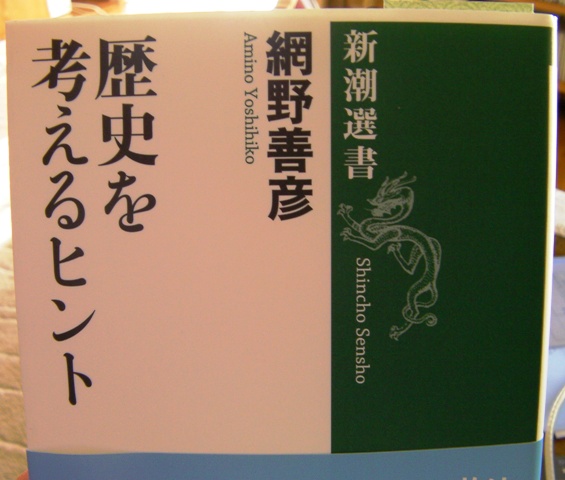 新潮選書
Shincho Sensho
網野善彦
Amino Yoshihiko
歴史を
考えるヒント